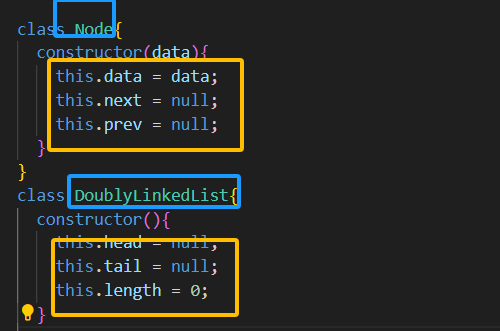 class Node{
constructor(data){
this.data = data;
this.next = null;
this.prev = null;
}
}
class DoublyLinkedList{
constructor(){
this.head = null;
this.tail = null;
this.length = 0;
}